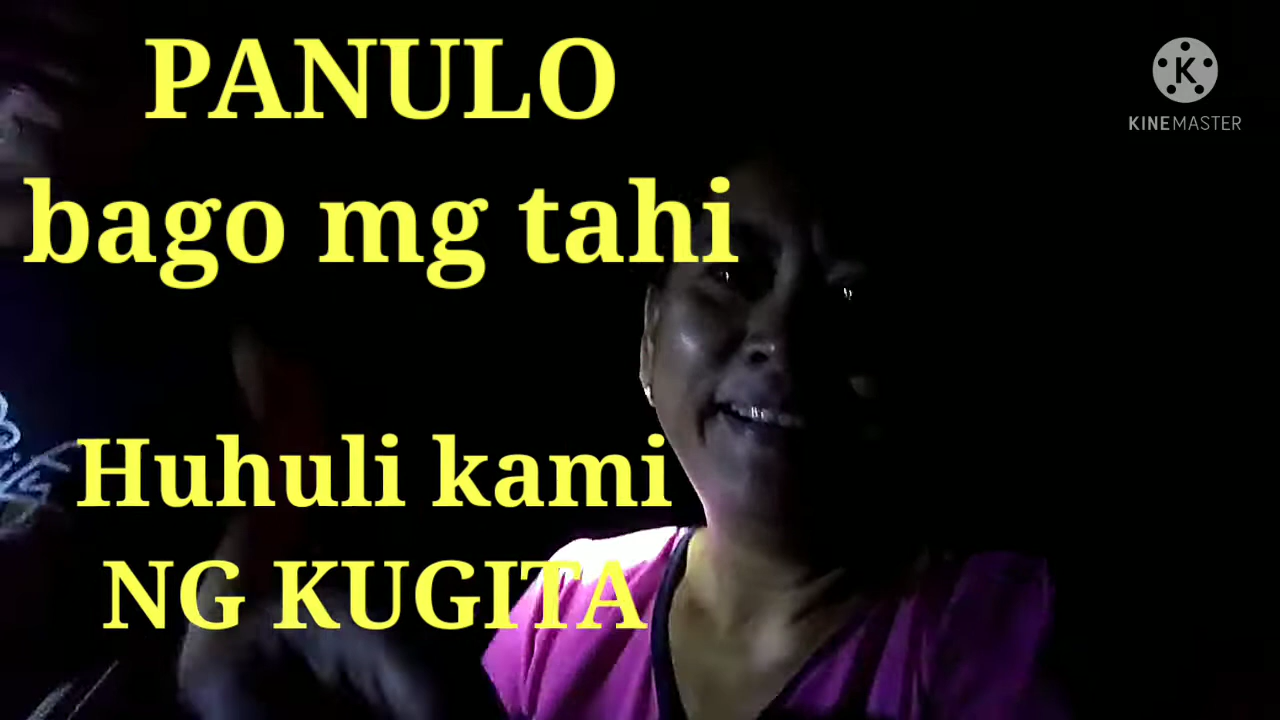 PANULO
bago mg tahi
Huhuli kami
NG KUGITA
KINEMASTER